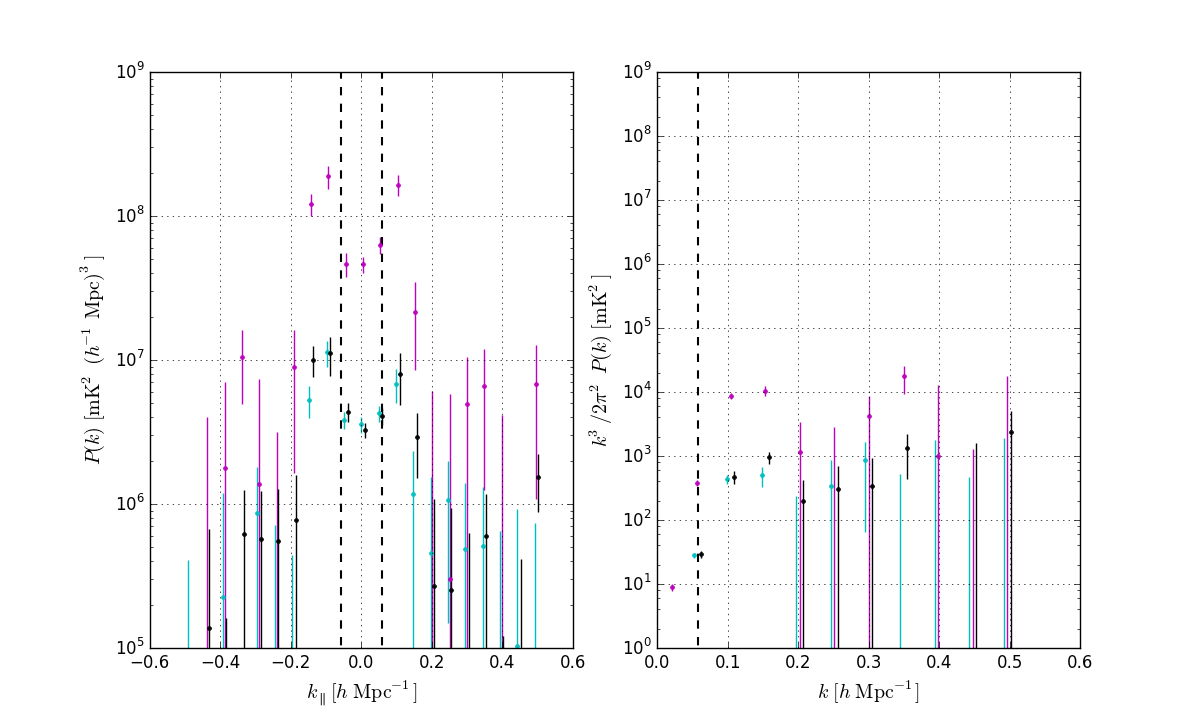 10^9
10^8
10^7
10^6
10^5
P(k) [mK^2 (h^{-1} Mpc)^3]
−0.6 −0.4 −0.2 0.0 0.2 0.4 0.6
k_∥ [h Mpc^{-1}]
10^9
10^8
10^7
10^6
10^5
10^4
10^3
10^2
10^1
10^0
k^3/2π^2 P(k) [mK^2]
0.0 0.1 0.2 0.3 0.4 0.5 0.6
k [h Mpc^{-1}]